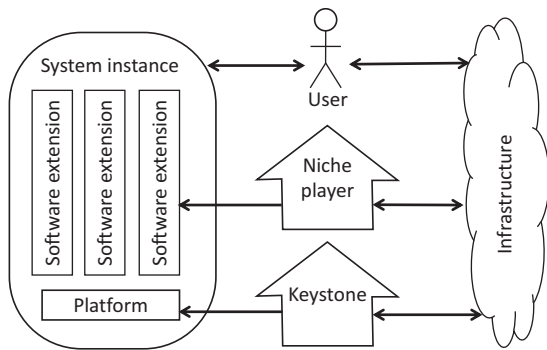 System instance
Software extension
Software extension
Software extension
Platform
User
Niche
player
Keystone
Infrastructure